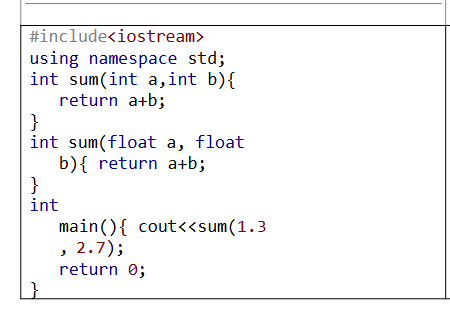 #include<iostream>
using namespace std;
int sum(int a,int b){
return a+b;
}
int sum(float a, float
b){ return a+b;
}
int
main(){ cout<<sum(1.3
, 2.7);
return 0;
}